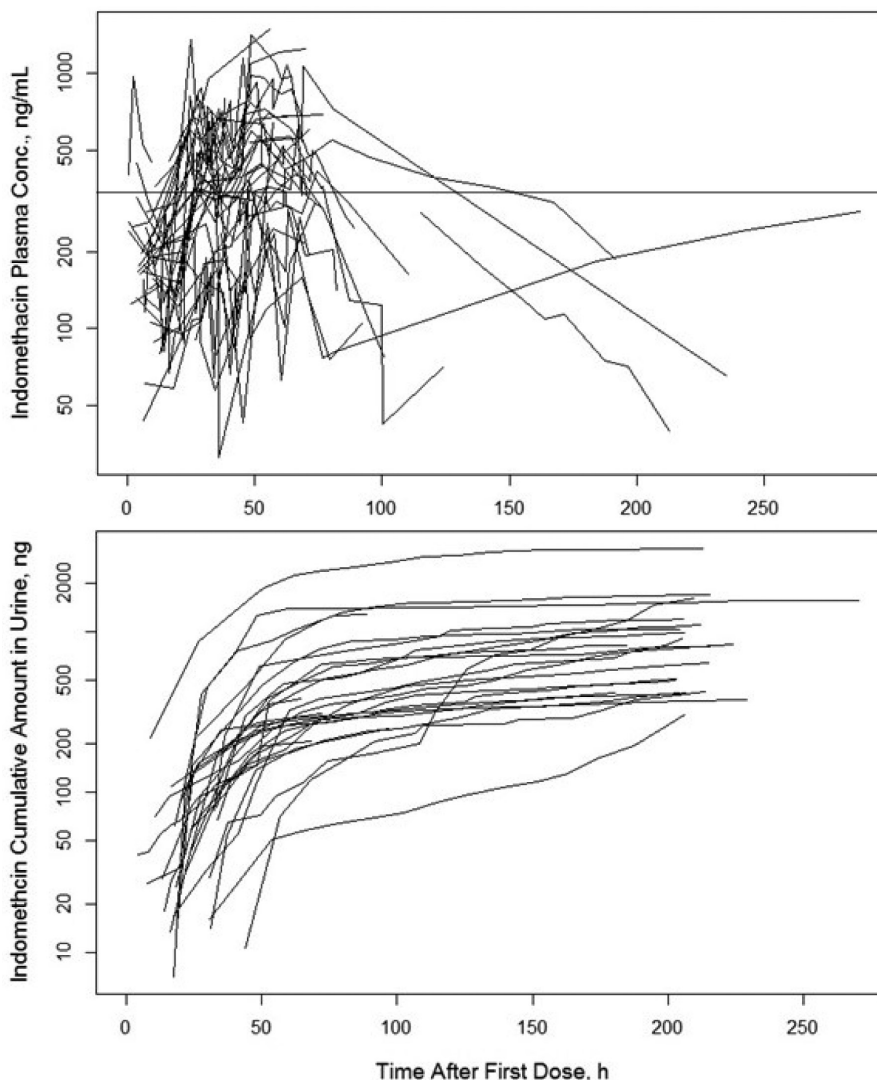 Indomethacin Plasma Conc., ng/mL
1000
500
200
100
50
0 50 100 150 200 250
Indomethcin Cumulative Amount in Urine, ng
2000
500
200
100
50
20
10
0 50 100 150 200 250
Time After First Dose, h